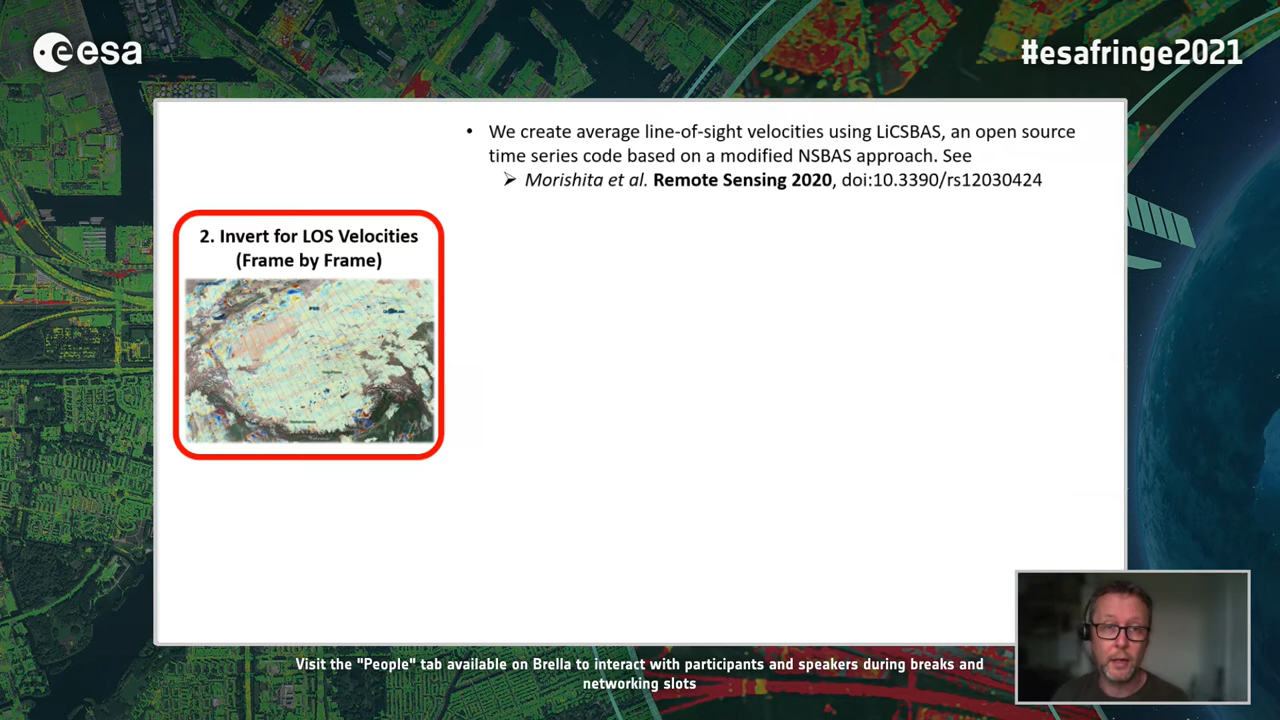 esa
#esafringe2021
• We create average line-of-sight velocities using LiCSBAS, an open source
time series code based on a modified NSBAS approach. See
➢ Morishita et al. Remote Sensing 2020, doi:10.3390/rs12030424
2. Invert for LOS Velocities
(Frame by Frame)
Visit the "People" tab available on Brella to interact with participants and speakers during breaks and
networking slots